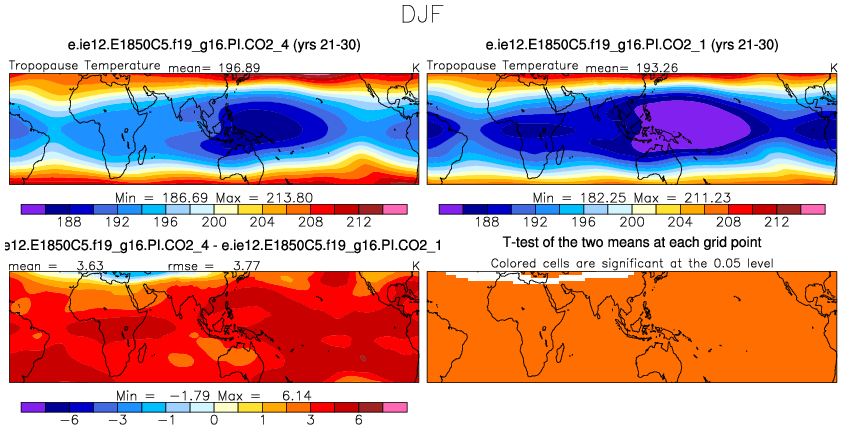 DJF
e.ie12.E1850C5.f19_g16.PI.CO2_4 (yrs 21-30)
Tropopause Temperature mean= 196.89 K
Min = 186.69 Max = 213.80
188 192 196 200 204 208 212
e.ie12.E1850C5.f19_g16.PI.CO2_1 (yrs 21-30)
Tropopause Temperature mean= 193.26 K
Min = 182.25 Max = 211.23
188 192 196 200 204 208 212
e12.E1850C5.f19_g16.PI.CO2_4 - e.ie12.E1850C5.f19_g16.PI.CO2_1
mean = 3.63 rmse = 3.77 K
Min = -1.79 Max = 6.14
-6 -3 -1 0 1 3 6
T-test of the two means at each grid point
Colored cells are significant at the 0.05 level